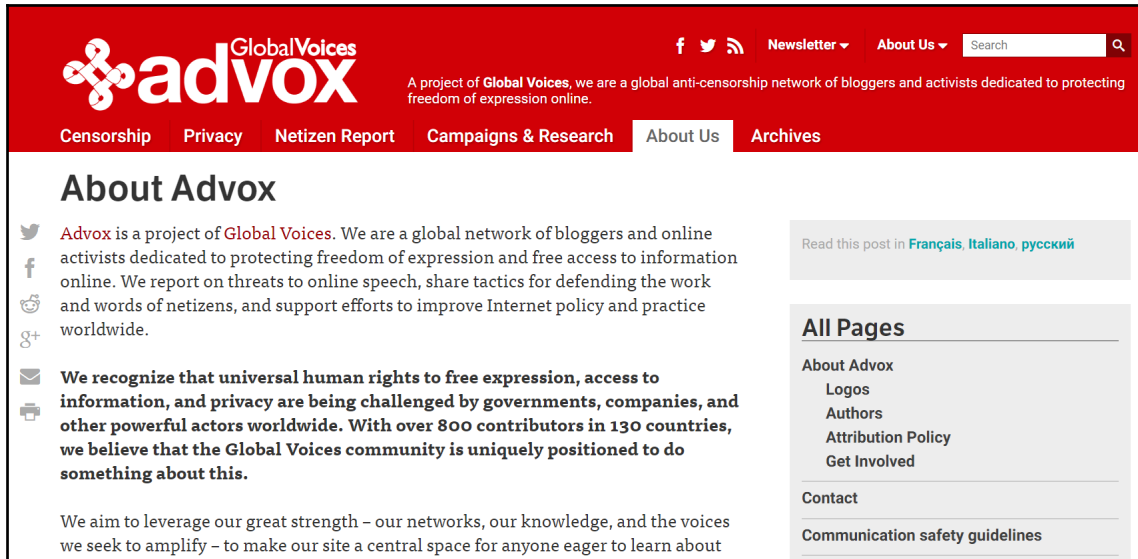 GlobalVoices
advox
Newsletter
About Us
Search
A project of Global Voices, we are a global anti-censorship network of bloggers and activists dedicated to protecting
freedom of expression online.
Censorship
Privacy
Netizen Report
Campaigns & Research
About Us
Archives
About Advox
Advox is a project of Global Voices. We are a global network of bloggers and online
activists dedicated to protecting freedom of expression and free access to information
online. We report on threats to online speech, share tactics for defending the work
and words of netizens, and support efforts to improve Internet policy and practice
worldwide.
We recognize that universal human rights to free expression, access to
information, and privacy are being challenged by governments, companies, and
other powerful actors worldwide. With over 800 contributors in 130 countries,
we believe that the Global Voices community is uniquely positioned to do
something about this.
We aim to leverage our great strength – our networks, our knowledge, and the voices
we seek to amplify – to make our site a central space for anyone eager to learn about
Read this post in Français, Italiano, русский
All Pages
About Advox
Logos
Authors
Attribution Policy
Get Involved
Contact
Communication safety guidelines